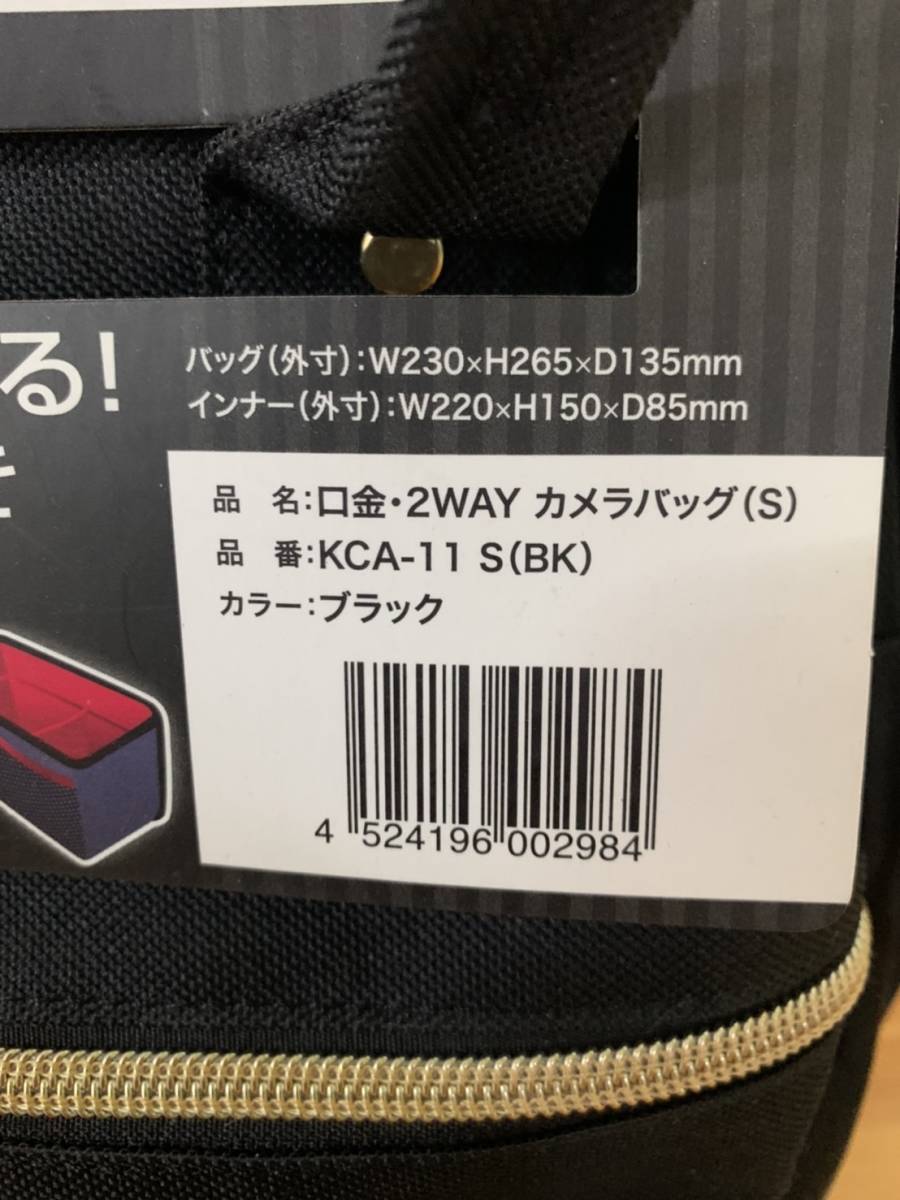 る!
バッグ(外寸):W230×H265×D135mm
インナー(外寸):W220×H150×D85mm
品 名:口金・2WAY カメラバッグ(S)
品 番:KCA-11 S(BK)
カラー:ブラック
4 524196 002984